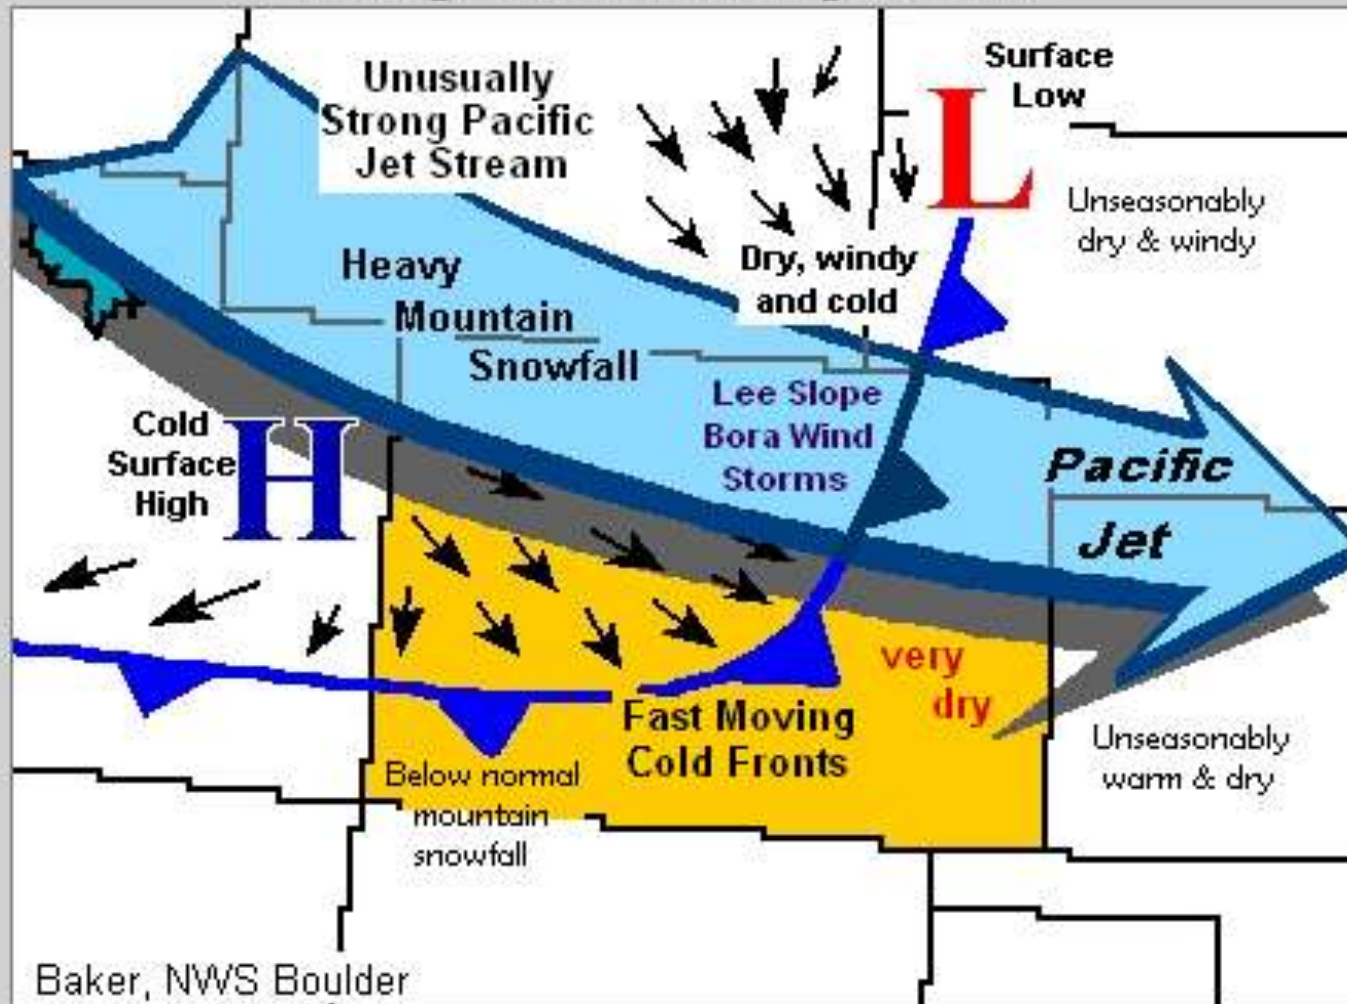 Unusually
Strong Pacific
Jet Stream
Surface
Low
L
Unseasonably
dry & windy
Dry, windy
and cold
Heavy
Mountain
Snowfall
Lee Slope
Bora Wind
Storms
Cold
Surface
High
H
Pacific
Jet
very
dry
Fast Moving
Cold Fronts
Unseasonably
warm & dry
Below normal
mountain
snowfall
Baker, NWS Boulder